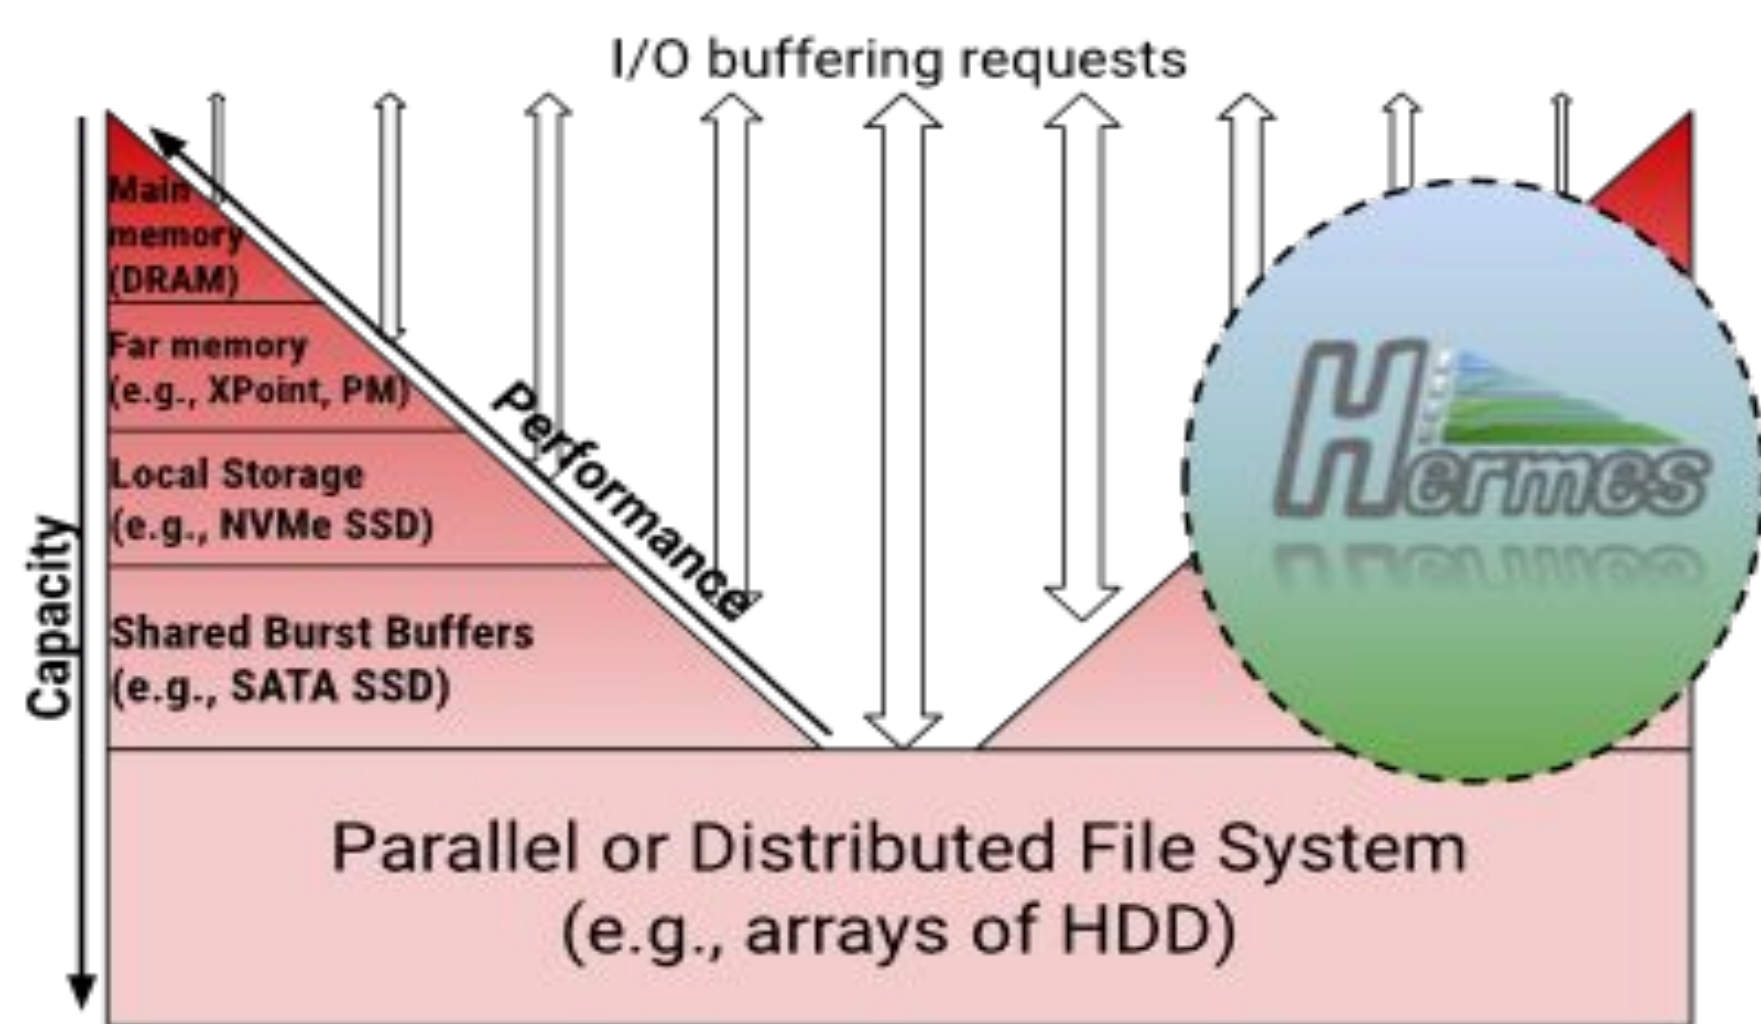 I/O buffering requests
Main
memory
(DRAM)
Far memory
(e.g., XPoint, PM)
Local Storage
(e.g., NVMe SSD)
Shared Burst Buffers
(e.g., SATA SSD)
Capacity
Performance
Hermes
Parallel or Distributed File System
(e.g., arrays of HDD)